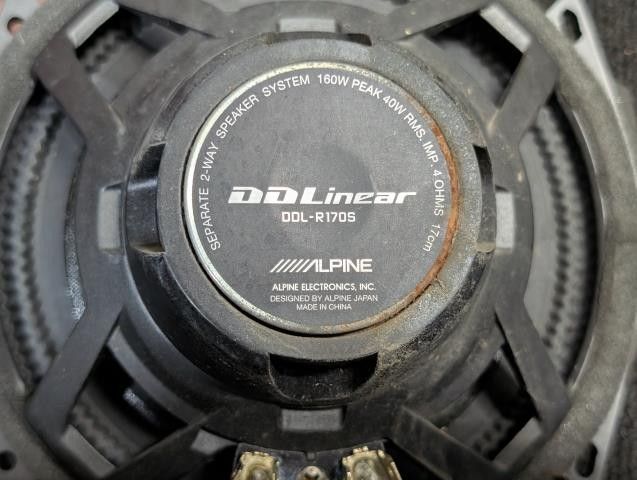 SEPARATE 2-WAY SPEAKER SYSTEM 160W PEAK 40W RMS. IMP. 4 OHMS 17cm
DDLinear
DDL-R170S
ALPINE
ALPINE ELECTRONICS, INC.
DESIGNED BY ALPINE JAPAN
MADE IN CHINA